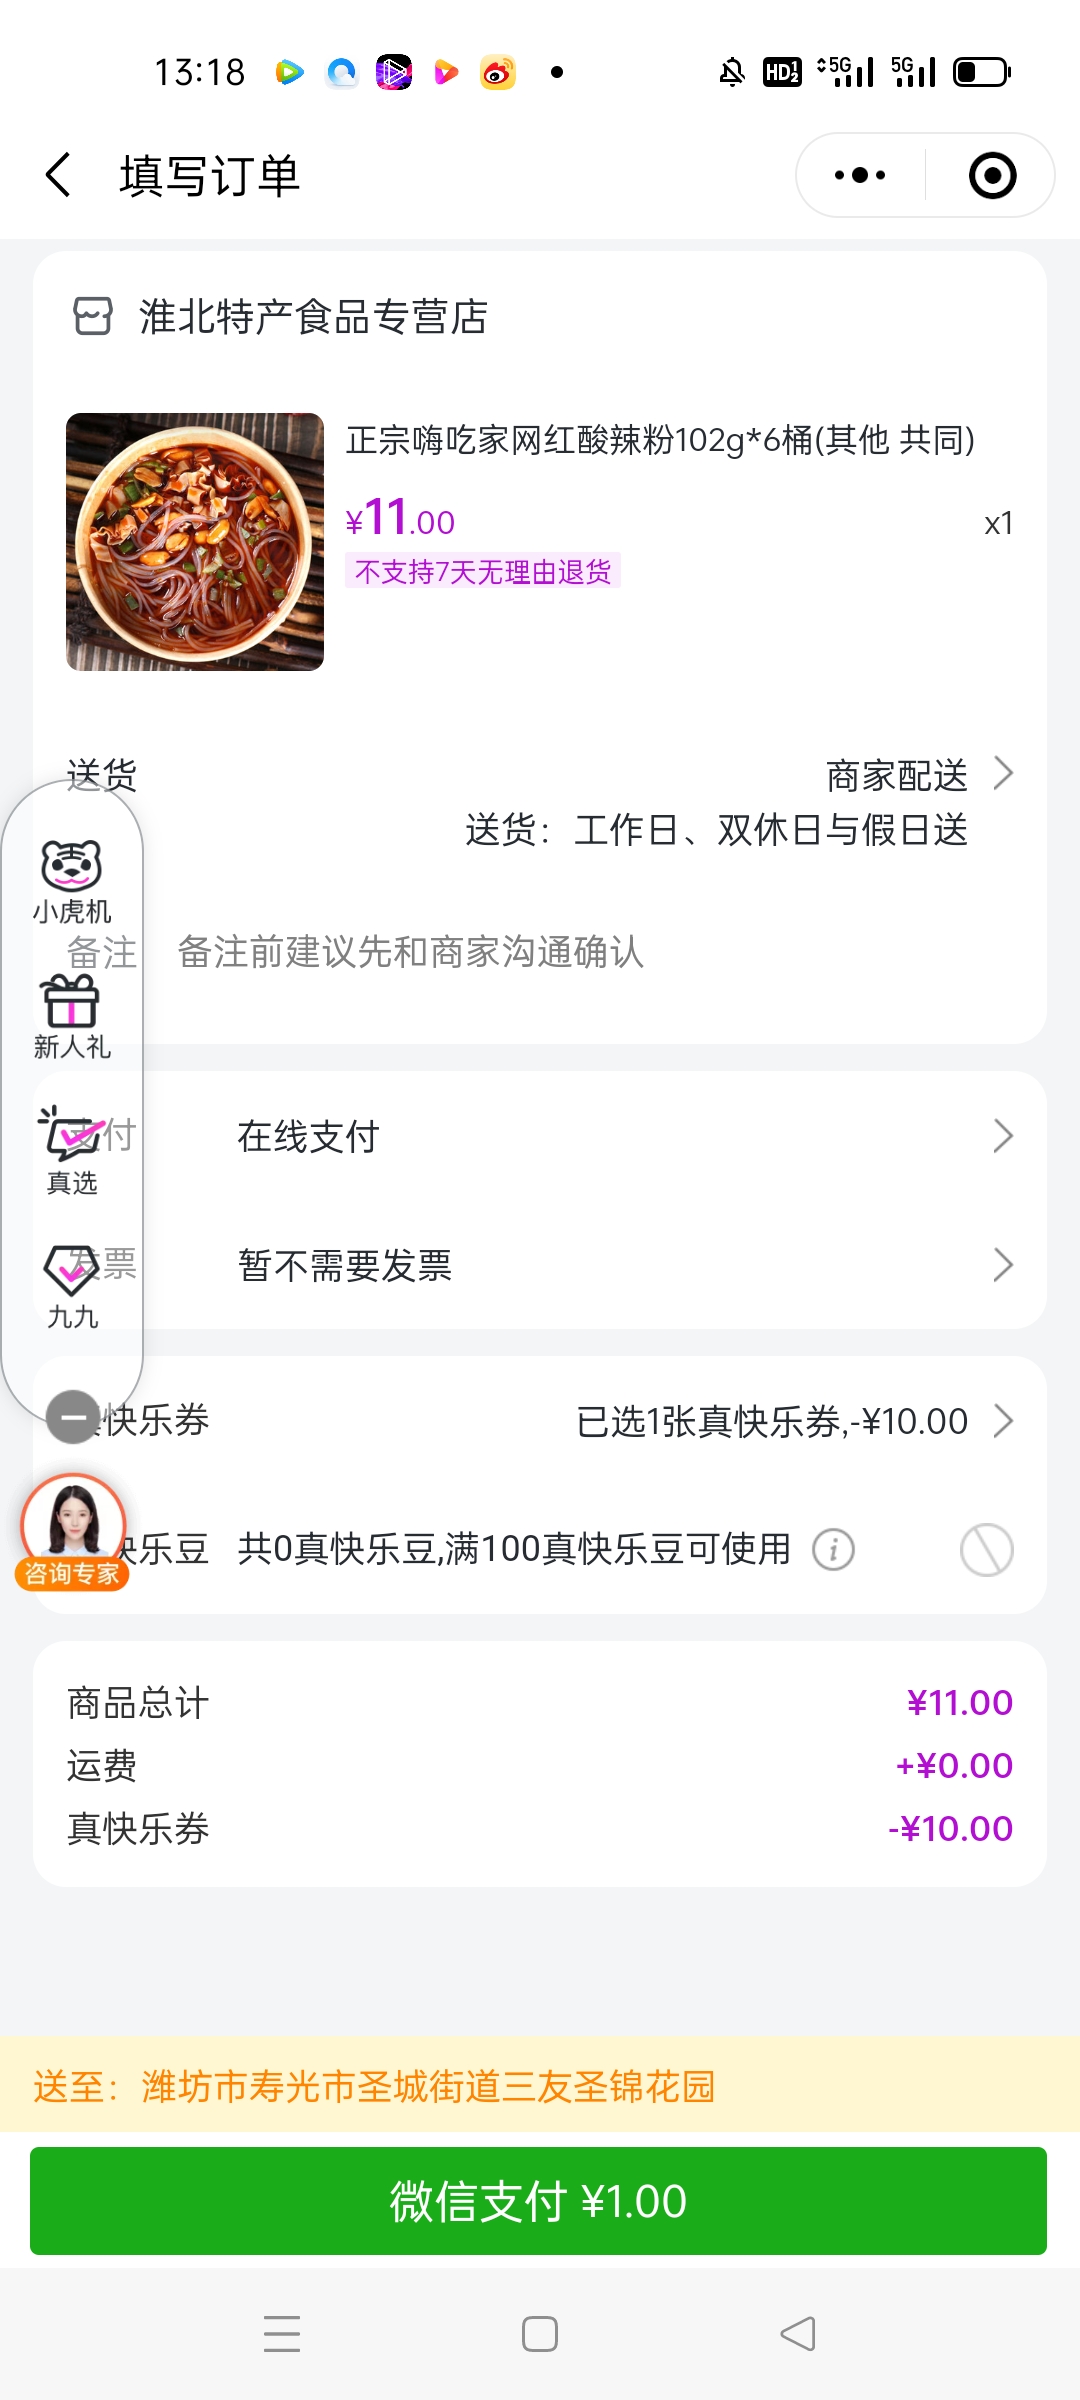 13:18
HD 1 2
5G
5G
填写订单
淮北特产食品专营店
正宗嗨吃家网红酸辣粉102g*6桶(其他 共同)
¥11.00
x1
不支持7天无理由退货
送货
商家配送
送货：工作日、双休日与假日送
小虎机
备注
备注前建议先和商家沟通确认
新人礼
支付
在线支付
真选
发票
暂不需要发票
九九
快乐券
已选1张真快乐券,-¥10.00
乐豆
共0真快乐豆,满100真快乐豆可使用
咨询专家
商品总计
¥11.00
运费
+¥0.00
真快乐券
-¥10.00
送至：潍坊市寿光市圣城街道三友圣锦花园
微信支付 ¥1.00